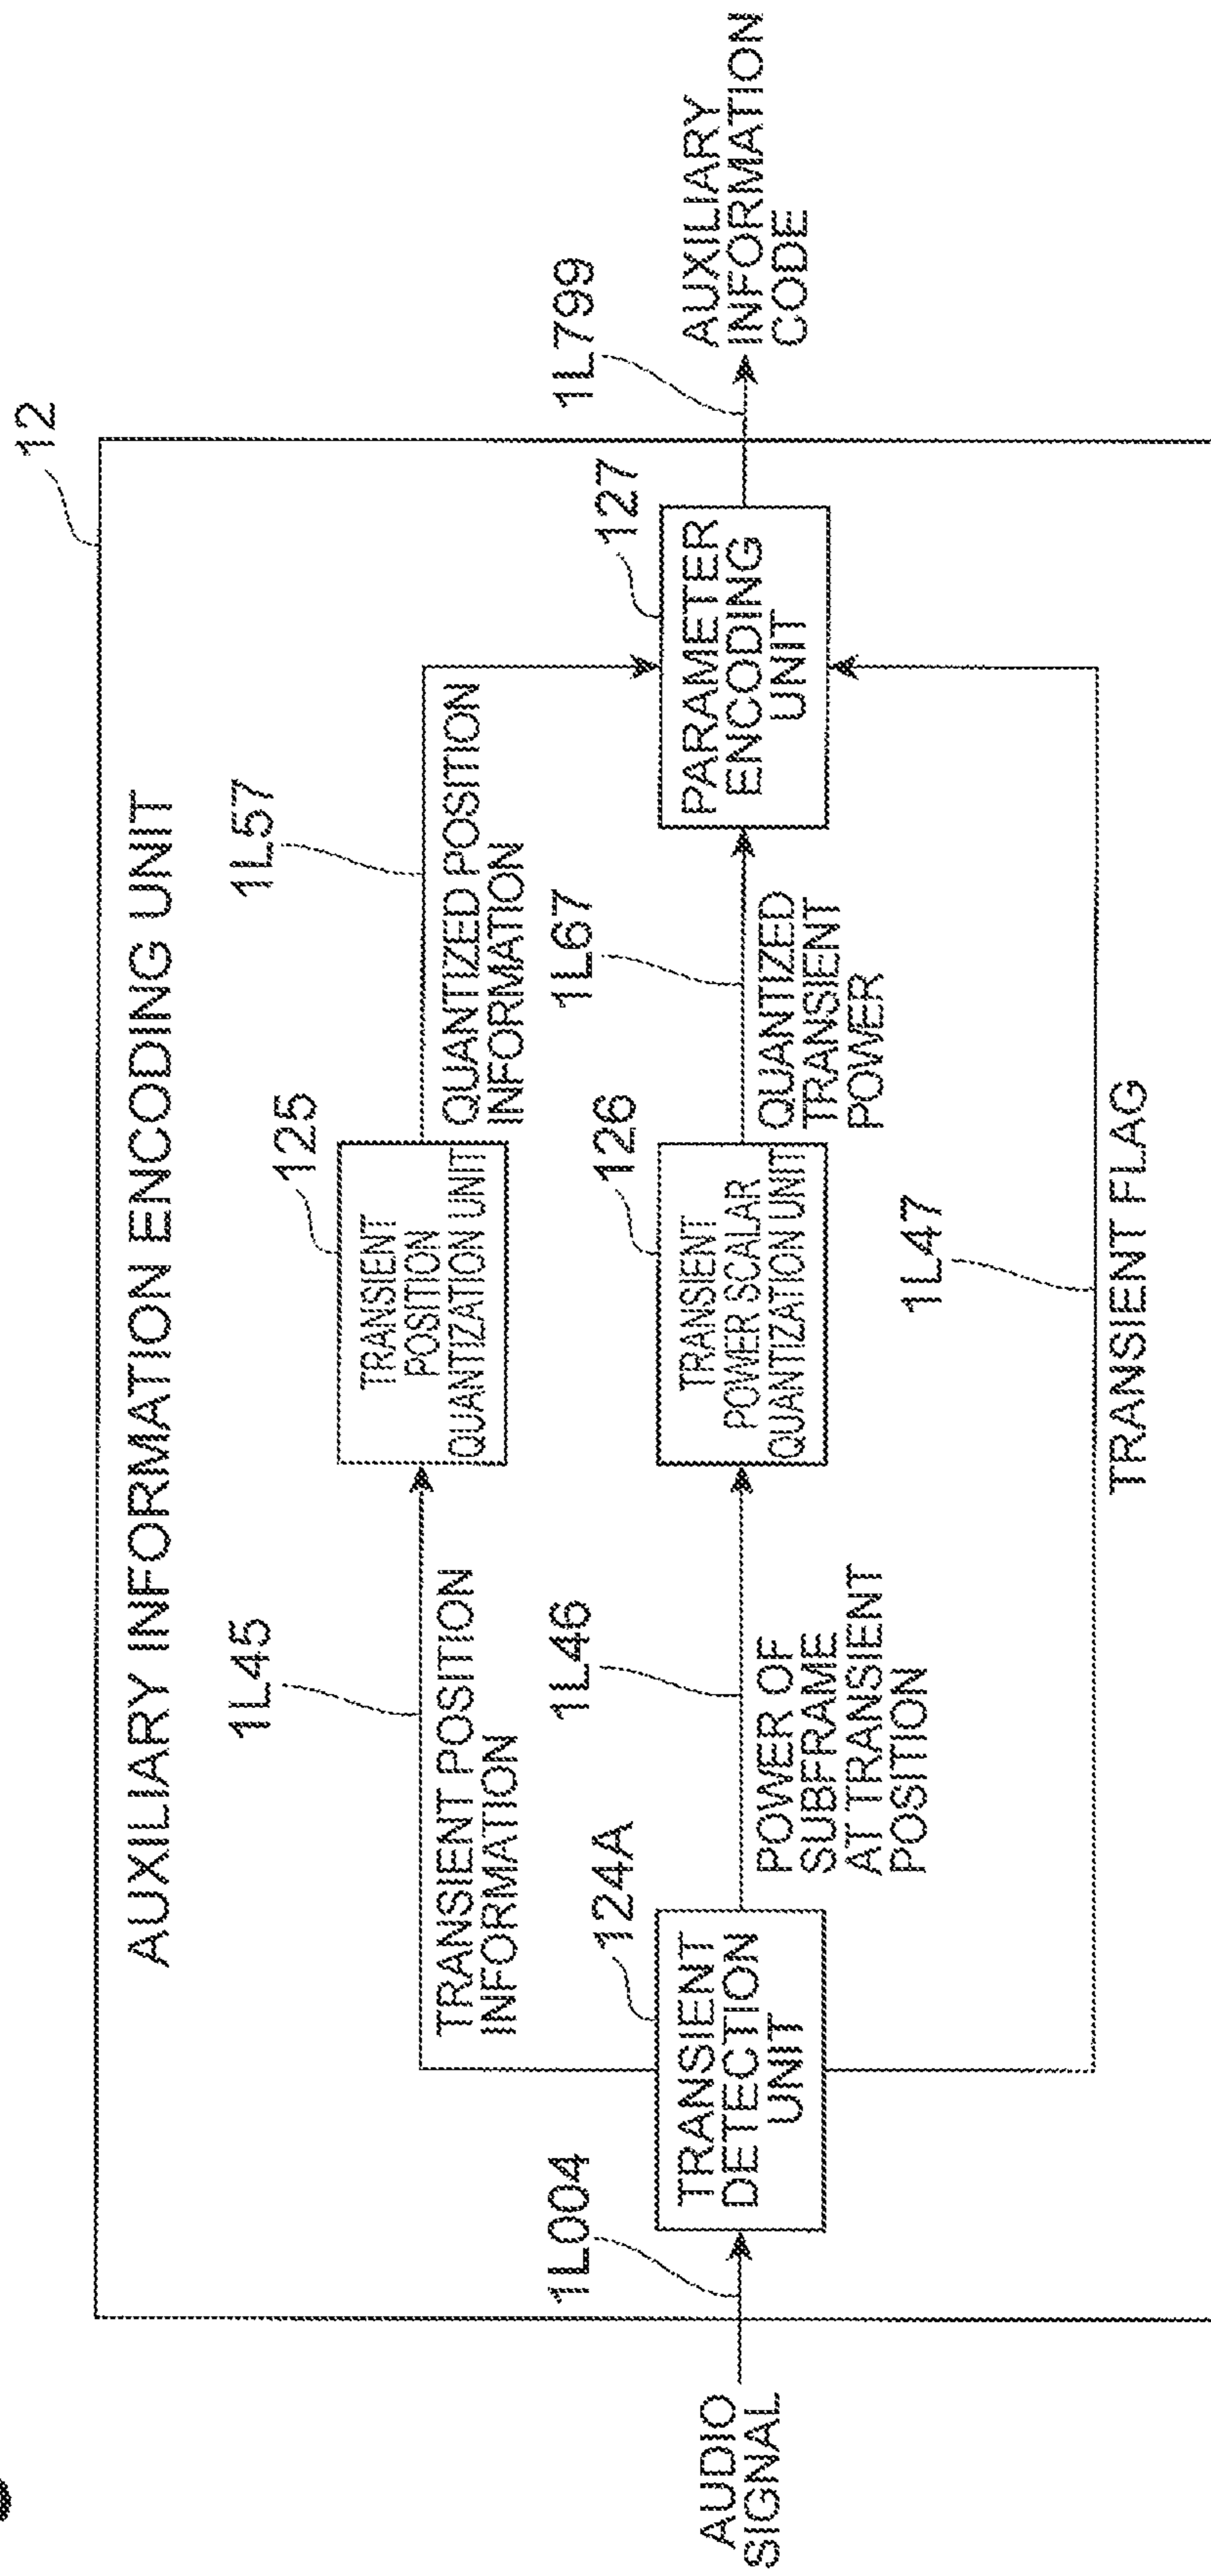 12
AUXILIARY INFORMATION ENCODING UNIT
1L45
TRANSIENT POSITION
INFORMATION
125
TRANSIENT
POSITION
QUANTIZATION UNIT
1L57
QUANTIZED POSITION
INFORMATION
AUDIO
SIGNAL
1L004
124A
TRANSIENT
DETECTION
UNIT
1L46
POWER OF
SUBFRAME
AT TRANSIENT
POSITION
126
TRANSIENT
POWER SCALAR
QUANTIZATION UNIT
1L67
QUANTIZED
TRANSIENT
POWER
127
PARAMETER
ENCODING
UNIT
1L799
AUXILIARY
INFORMATION
CODE
1L47
TRANSIENT FLAG